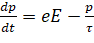 dp/dt = eE − p/τ